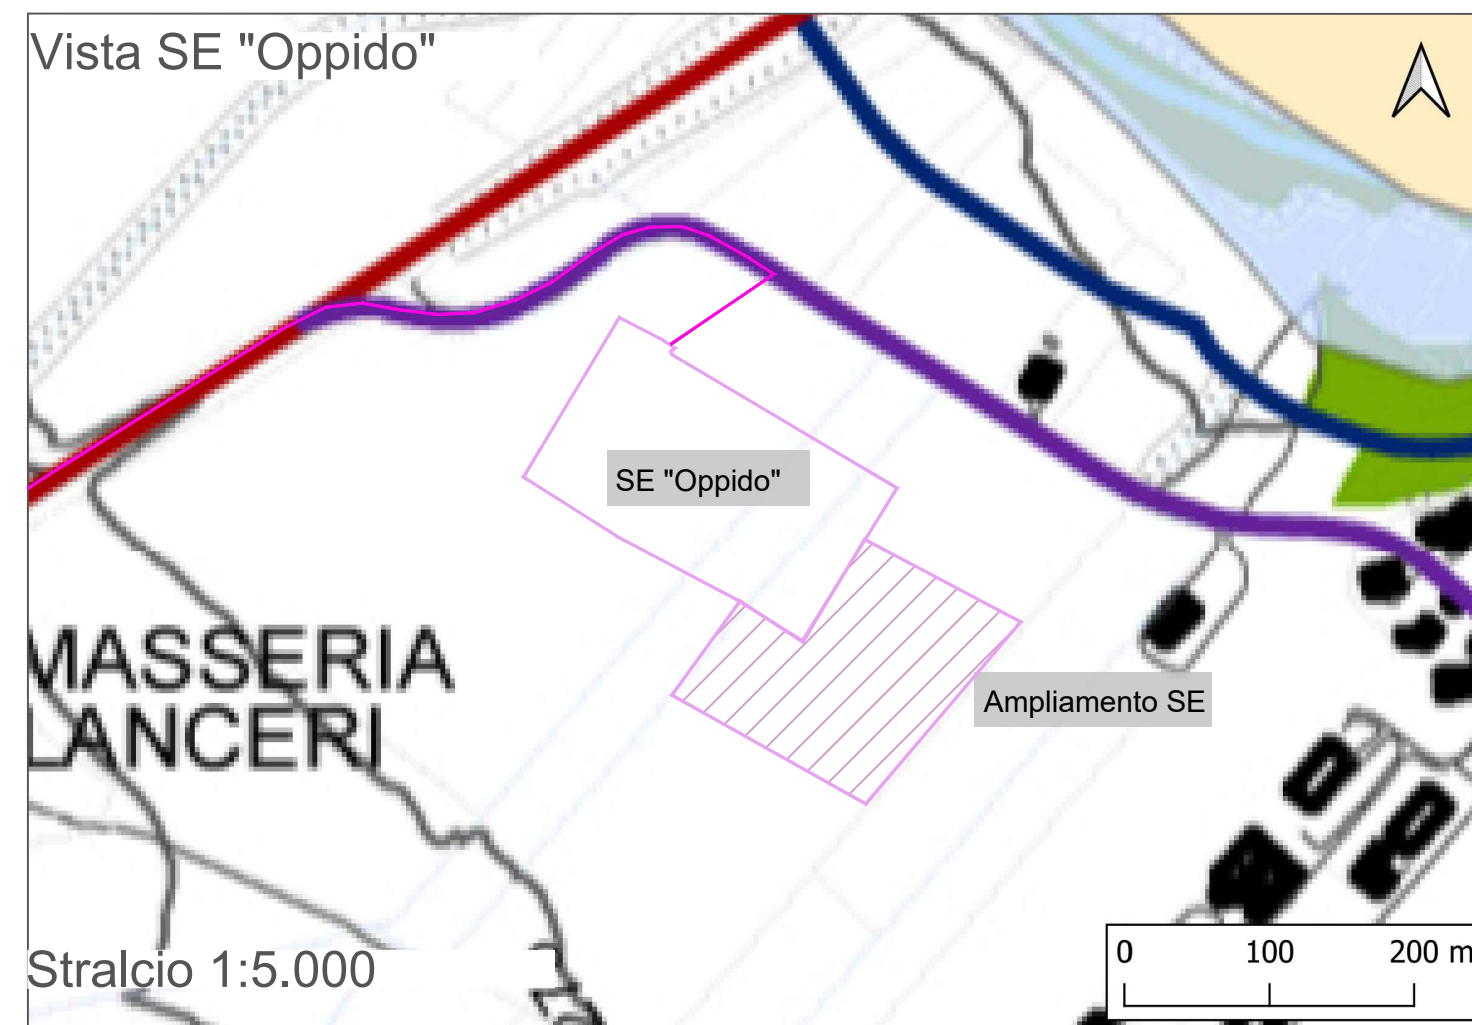 Vista SE "Oppido"
SE "Oppido"
MASSERIA
LANCERI
Ampliamento SE
Stralcio 1:5.000
0 100 200 m